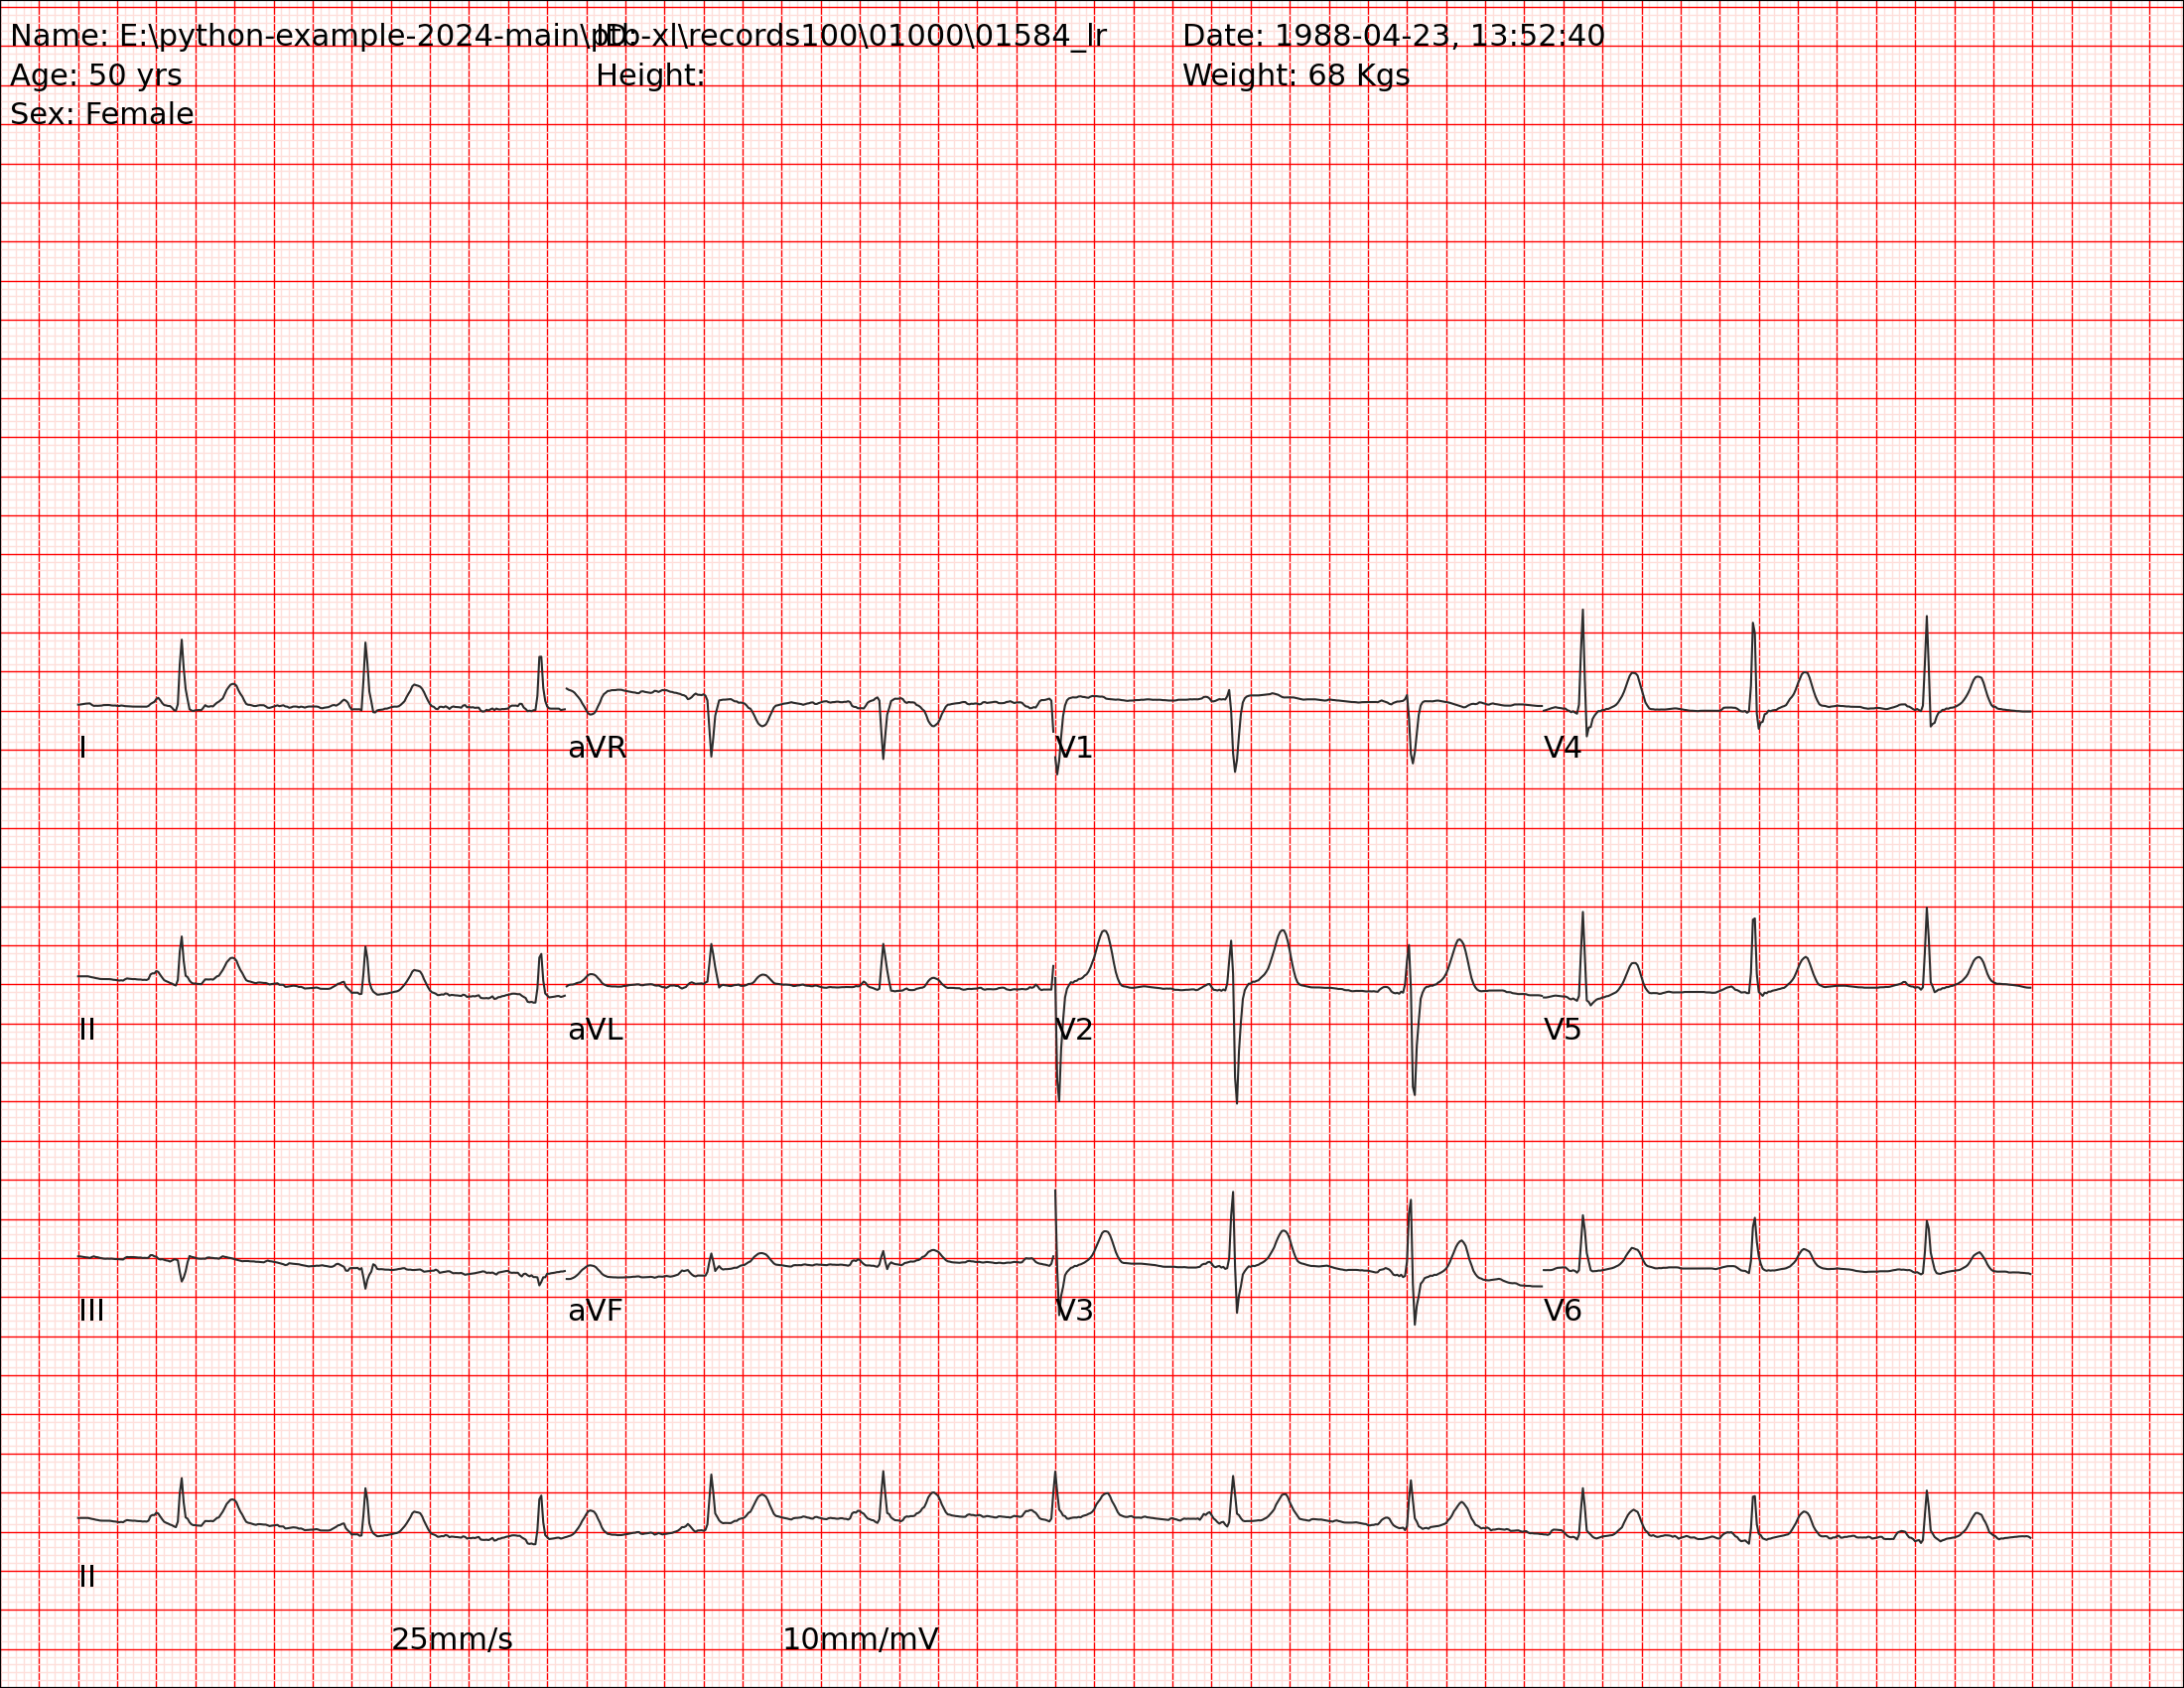 Name: E:\python-example-2024-main\ptb-xl\records100\01000\01584_lr ID: Date: 1988-04-23, 13:52:40
Age: 50 yrs Height: Weight: 68 Kgs
Sex: Female
I aVR V1 V4
II aVL V2 V5
III aVF V3 V6
II
25mm/s 10mm/mV